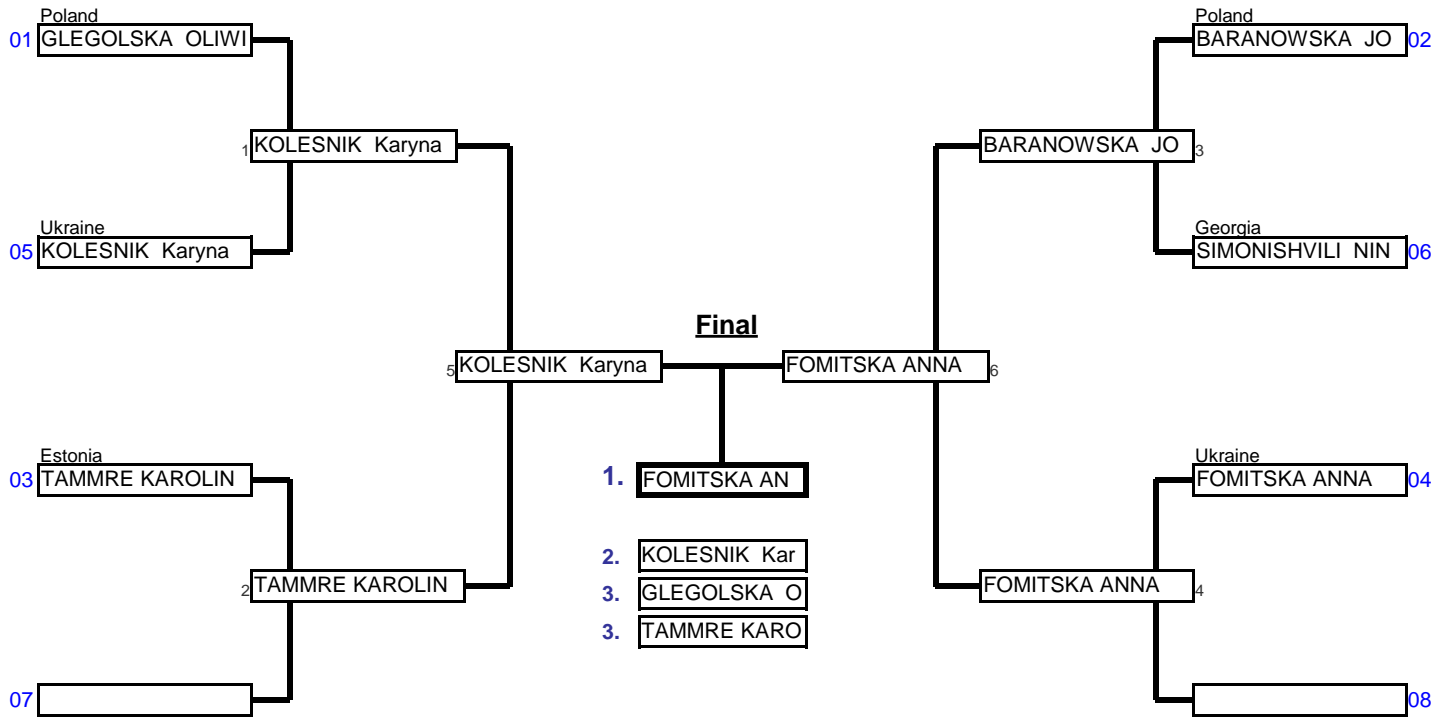 Poland
01 GLEGOLSKA OLIWI
Poland
BARANOWSKA JO 02
1 KOLESNIK Karyna
BARANOWSKA JO 3
Ukraine
05 KOLESNIK Karyna
Georgia
SIMONISHVILI NIN 06
Final
5 KOLESNIK Karyna
FOMITSKA ANNA 6
Estonia
03 TAMMRE KAROLIN
Ukraine
FOMITSKA ANNA 04
1. FOMITSKA AN
2. KOLESNIK Kar
3. GLEGOLSKA O
3. TAMMRE KARO
2 TAMMRE KAROLIN
FOMITSKA ANNA 4
07
08